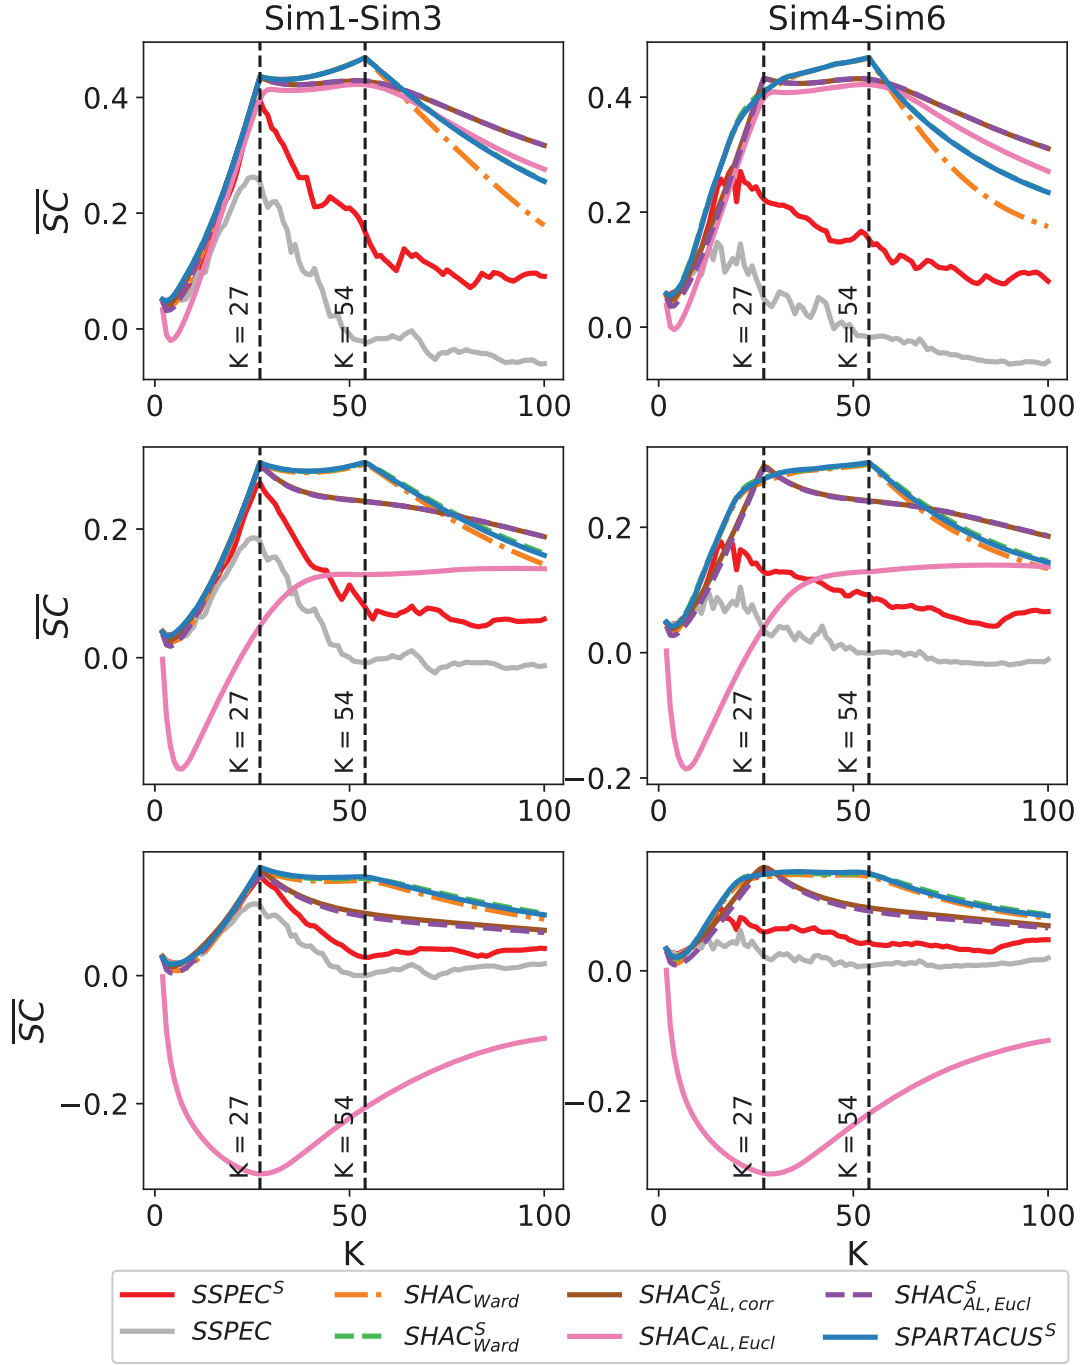 Sim1-Sim3 Sim4-Sim6
0.4 0.4
0.2 0.2
0.0 0.0
SC SC
K = 27 K = 54 K = 27 K = 54
0 50 100 0 50 100
0.2 0.2
0.0 0.0
−0.2
SC
K = 27 K = 54 K = 27 K = 54
0 50 100 0 50 100
0.0 0.0
−0.2 −0.2
K = 27 K = 54 K = 27 K = 54
0 50 100 0 50 100
K K
SSPEC^S SHAC_Ward SHAC^S_AL,corr SHAC^S_AL,Eucl
SSPEC SHAC^S_Ward SHAC_AL,Eucl SPARTACUS^S